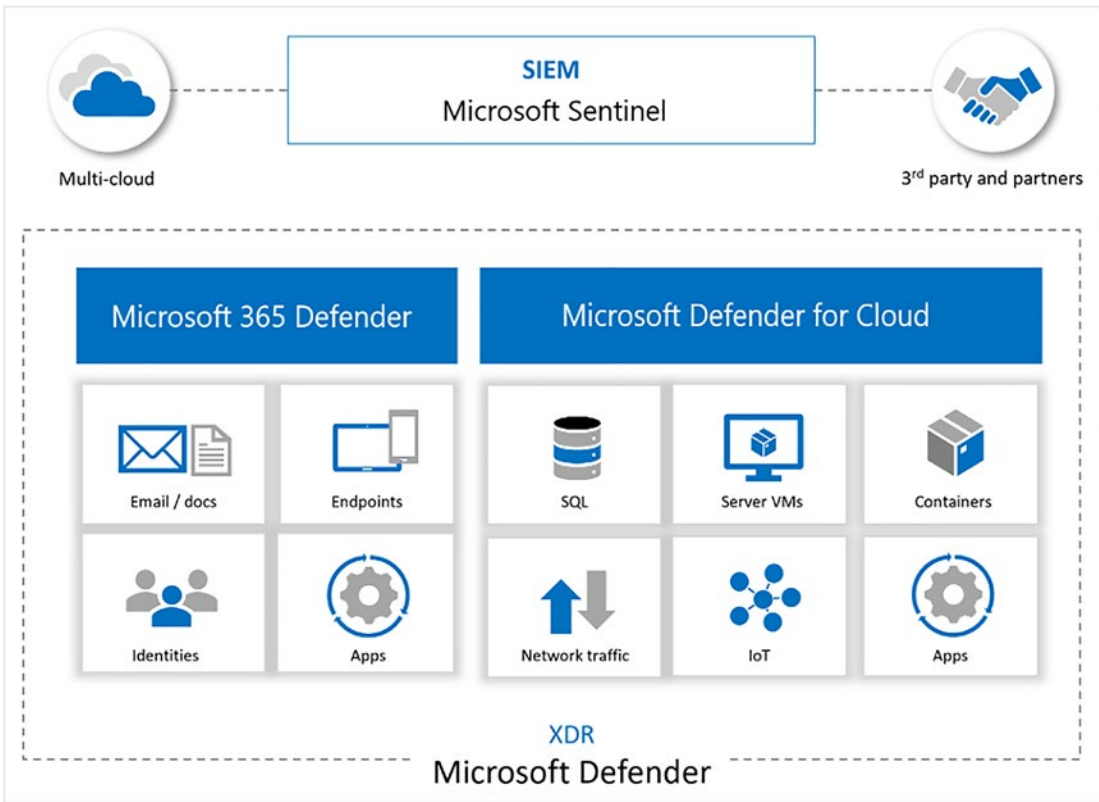 SIEM
Microsoft Sentinel
Multi-cloud
3rd party and partners
Microsoft 365 Defender
Microsoft Defender for Cloud
Email / docs
Endpoints
SQL
Server VMs
Containers
Identities
Apps
Network traffic
IoT
Apps
XDR
Microsoft Defender